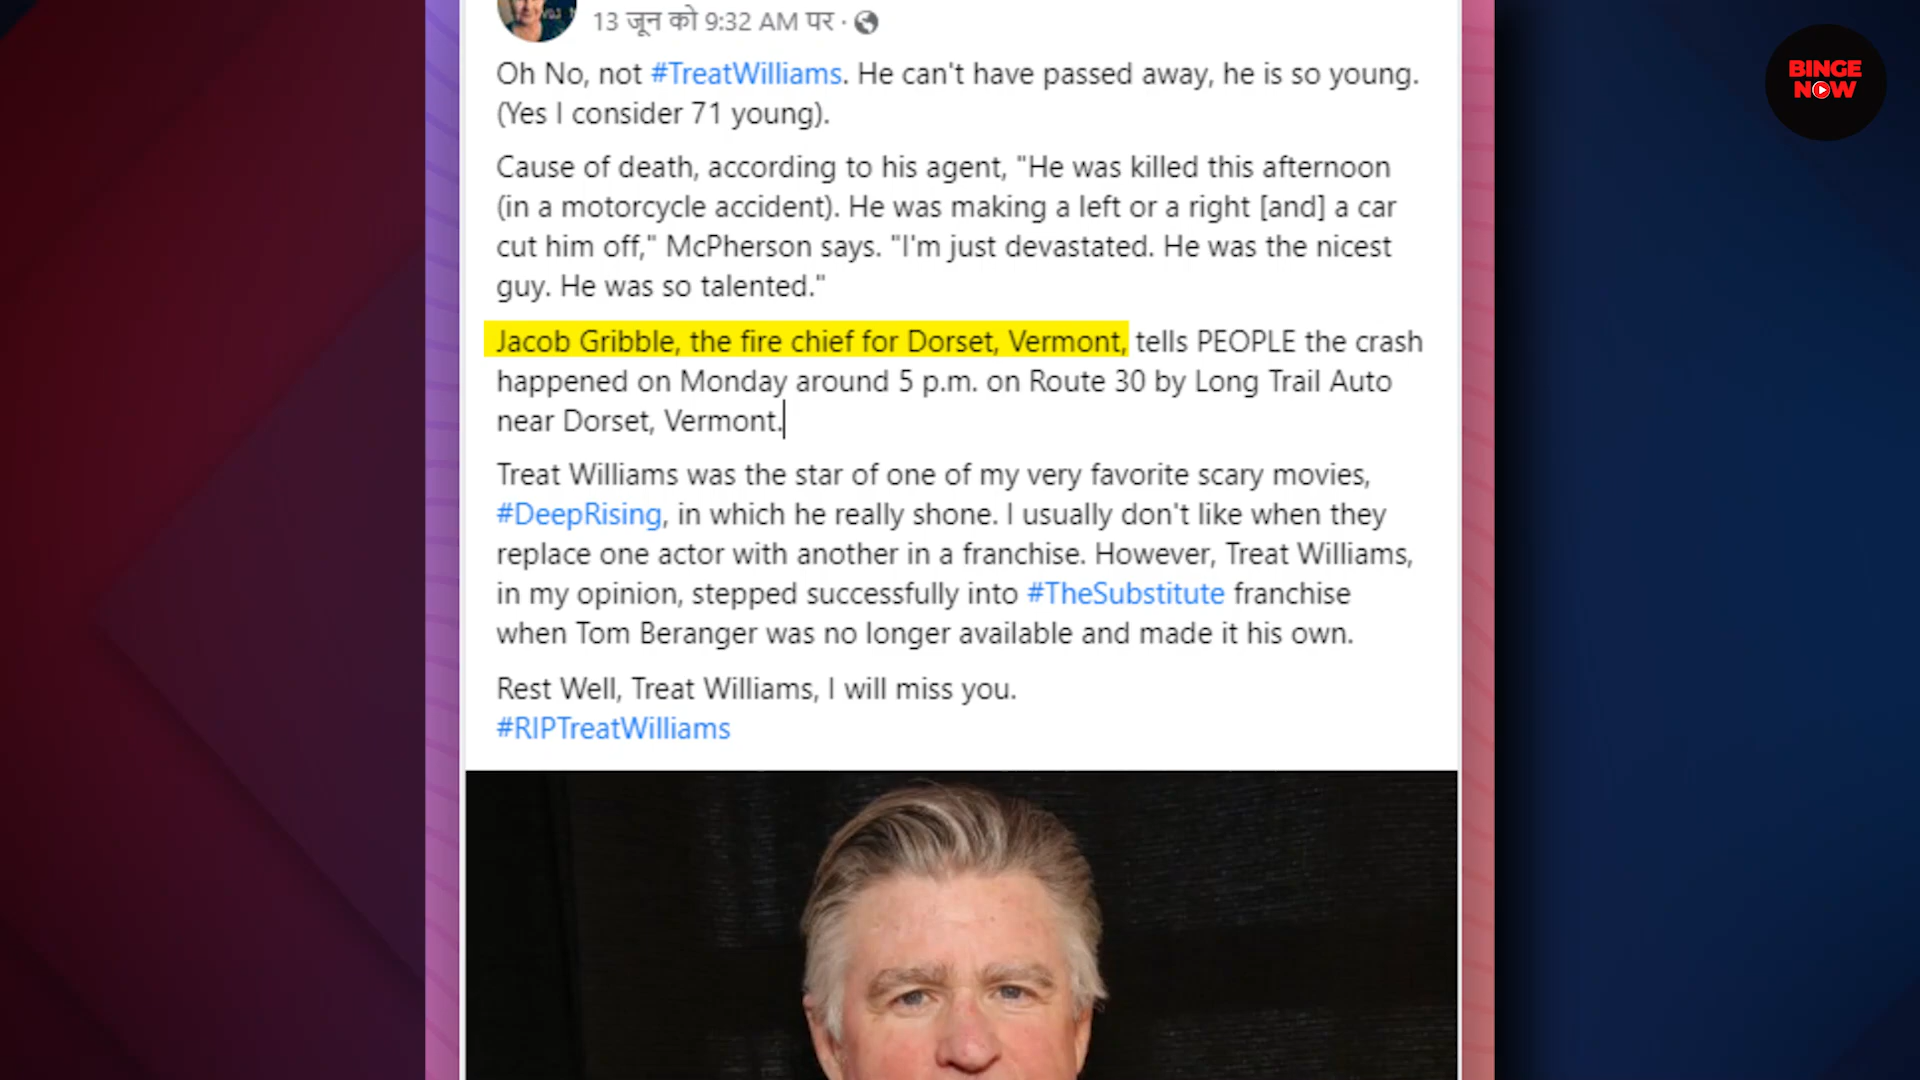 13 जून को 9:32 AM पर ·
BINGE
NOW
Oh No, not #TreatWilliams. He can't have passed away, he is so young.
(Yes I consider 71 young).
Cause of death, according to his agent, "He was killed this afternoon
(in a motorcycle accident). He was making a left or a right [and] a car
cut him off," McPherson says. "I'm just devastated. He was the nicest
guy. He was so talented."
Jacob Gribble, the fire chief for Dorset, Vermont, tells PEOPLE the crash
happened on Monday around 5 p.m. on Route 30 by Long Trail Auto
near Dorset, Vermont.
Treat Williams was the star of one of my very favorite scary movies,
#DeepRising, in which he really shone. I usually don't like when they
replace one actor with another in a franchise. However, Treat Williams,
in my opinion, stepped successfully into #TheSubstitute franchise
when Tom Beranger was no longer available and made it his own.
Rest Well, Treat Williams, I will miss you.
#RIPTreatWilliams